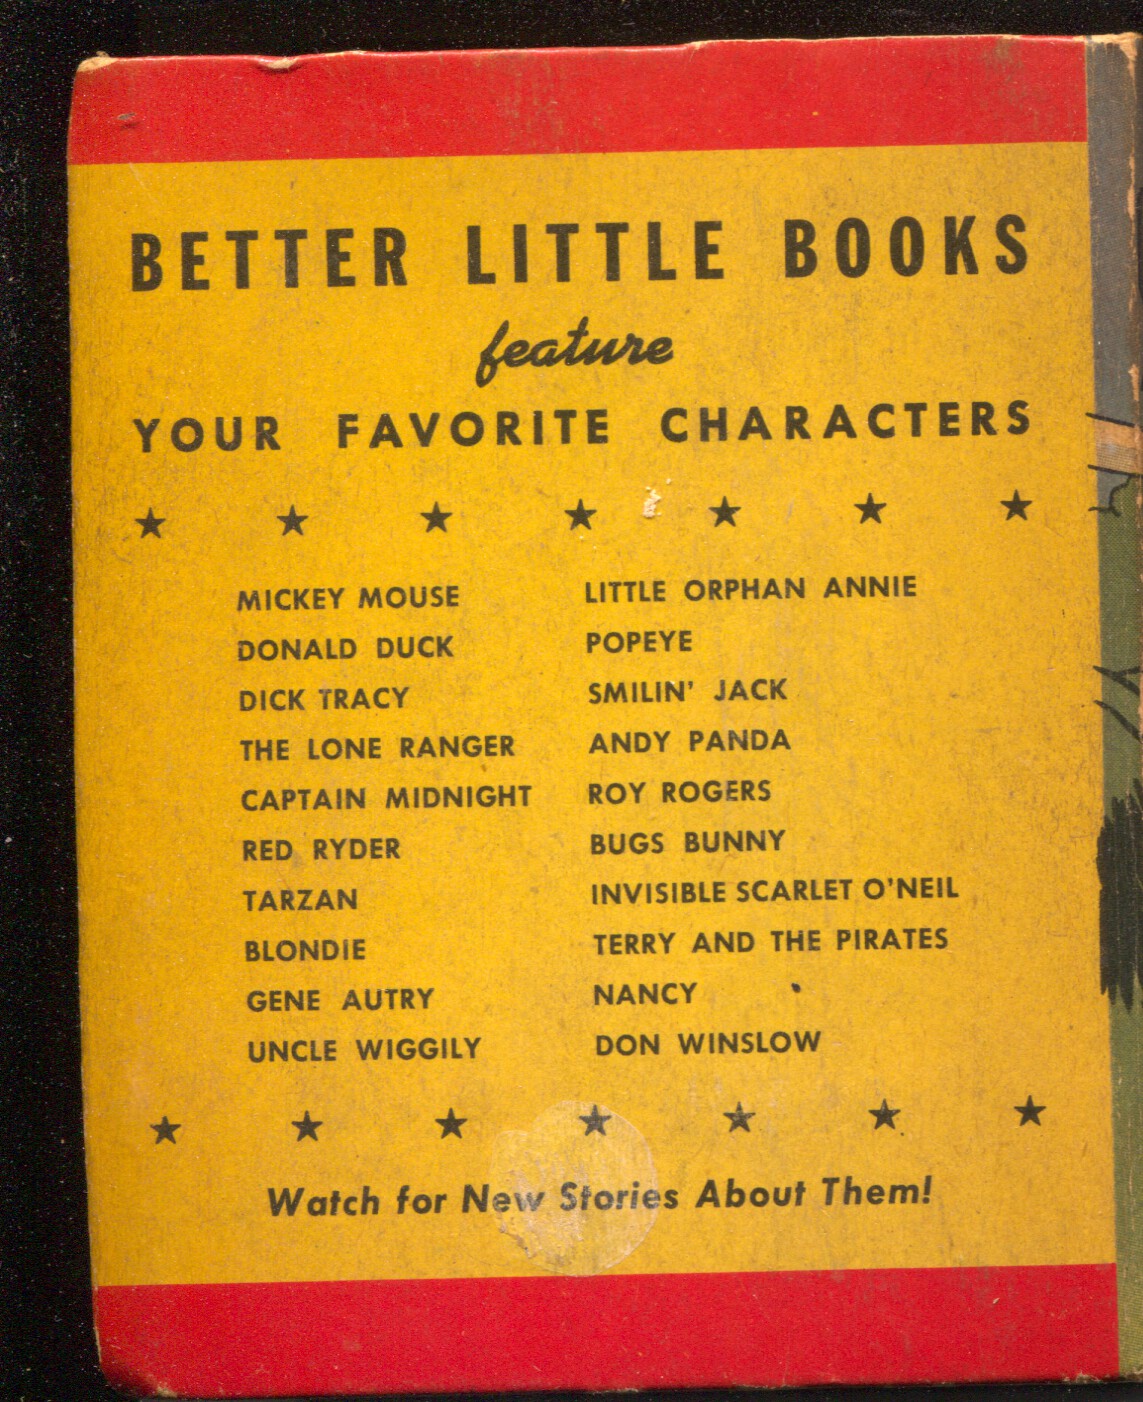 BETTER LITTLE BOOKS
feature
YOUR FAVORITE CHARACTERS
MICKEY MOUSE
DONALD DUCK
DICK TRACY
THE LONE RANGER
CAPTAIN MIDNIGHT
RED RYDER
TARZAN
BLONDIE
GENE AUTRY
UNCLE WIGGILY
LITTLE ORPHAN ANNIE
POPEYE
SMILIN' JACK
ANDY PANDA
ROY ROGERS
BUGS BUNNY
INVISIBLE SCARLET O'NEIL
TERRY AND THE PIRATES
NANCY
DON WINSLOW
Watch for New Stories About Them!